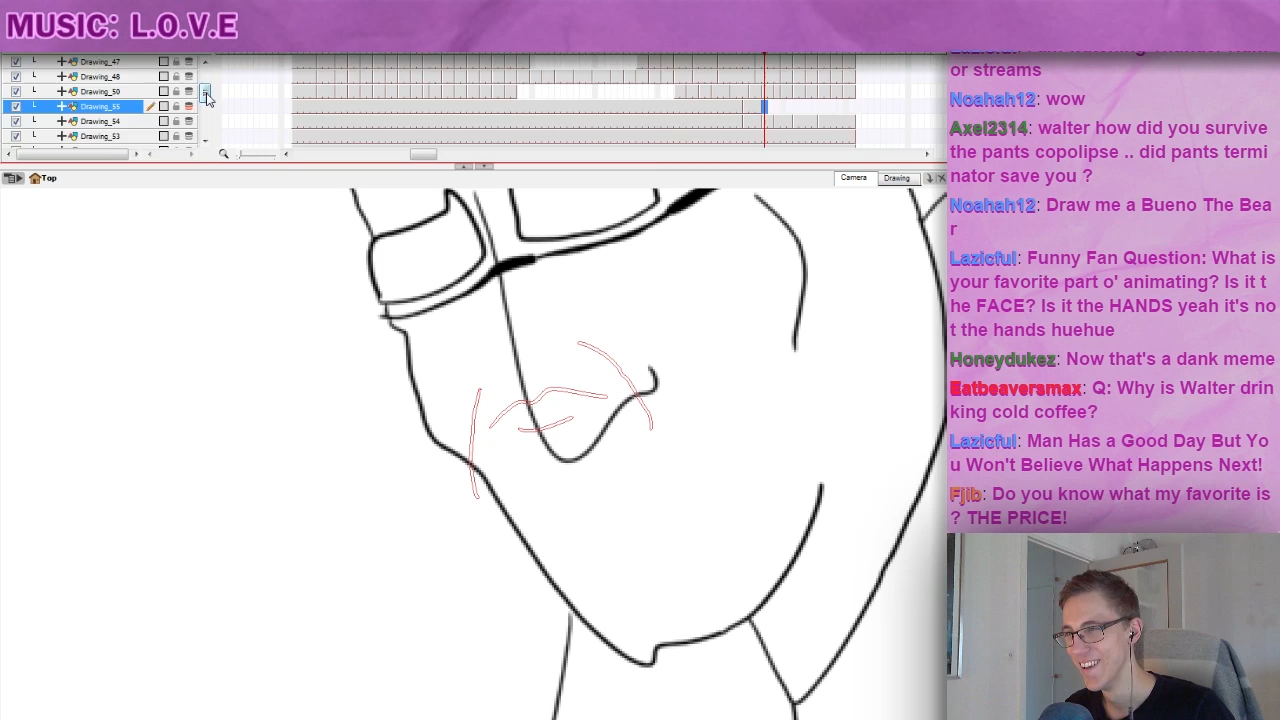 MUSIC: L.O.V.E
Drawing_47
Drawing_48
Drawing_50
Drawing_55
Drawing_54
Drawing_53
Top
Camera
Drawing
or streams
Noahah12: wow
Axel2314: walter how did you survive
the pants copolipse .. did pants termi
nator save you ?
Noahah12: Draw me a Bueno The Bea
r
Lazicful: Funny Fan Question: What is
your favorite part o' animating? Is it t
he FACE? Is it the HANDS yeah it's no
t the hands huehue
Honeydukez: Now that's a dank meme
Eatbeaversmax: Q: Why is Walter drin
king cold coffee?
Lazicful: Man Has a Good Day But Yo
u Won't Believe What Happens Next!
Fjib: Do you know what my favorite is
? THE PRICE!